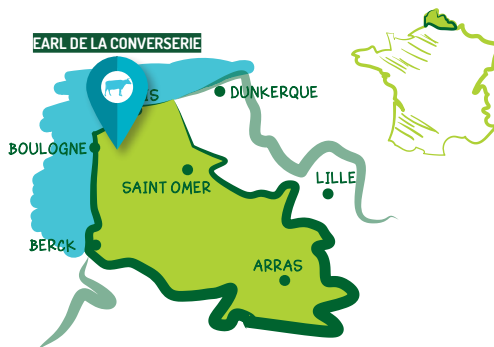 EARL DE LA CONVERSERIE
DUNKERQUE
BOULOGNE
SAINT OMER
LILLE
BERCK
ARRAS